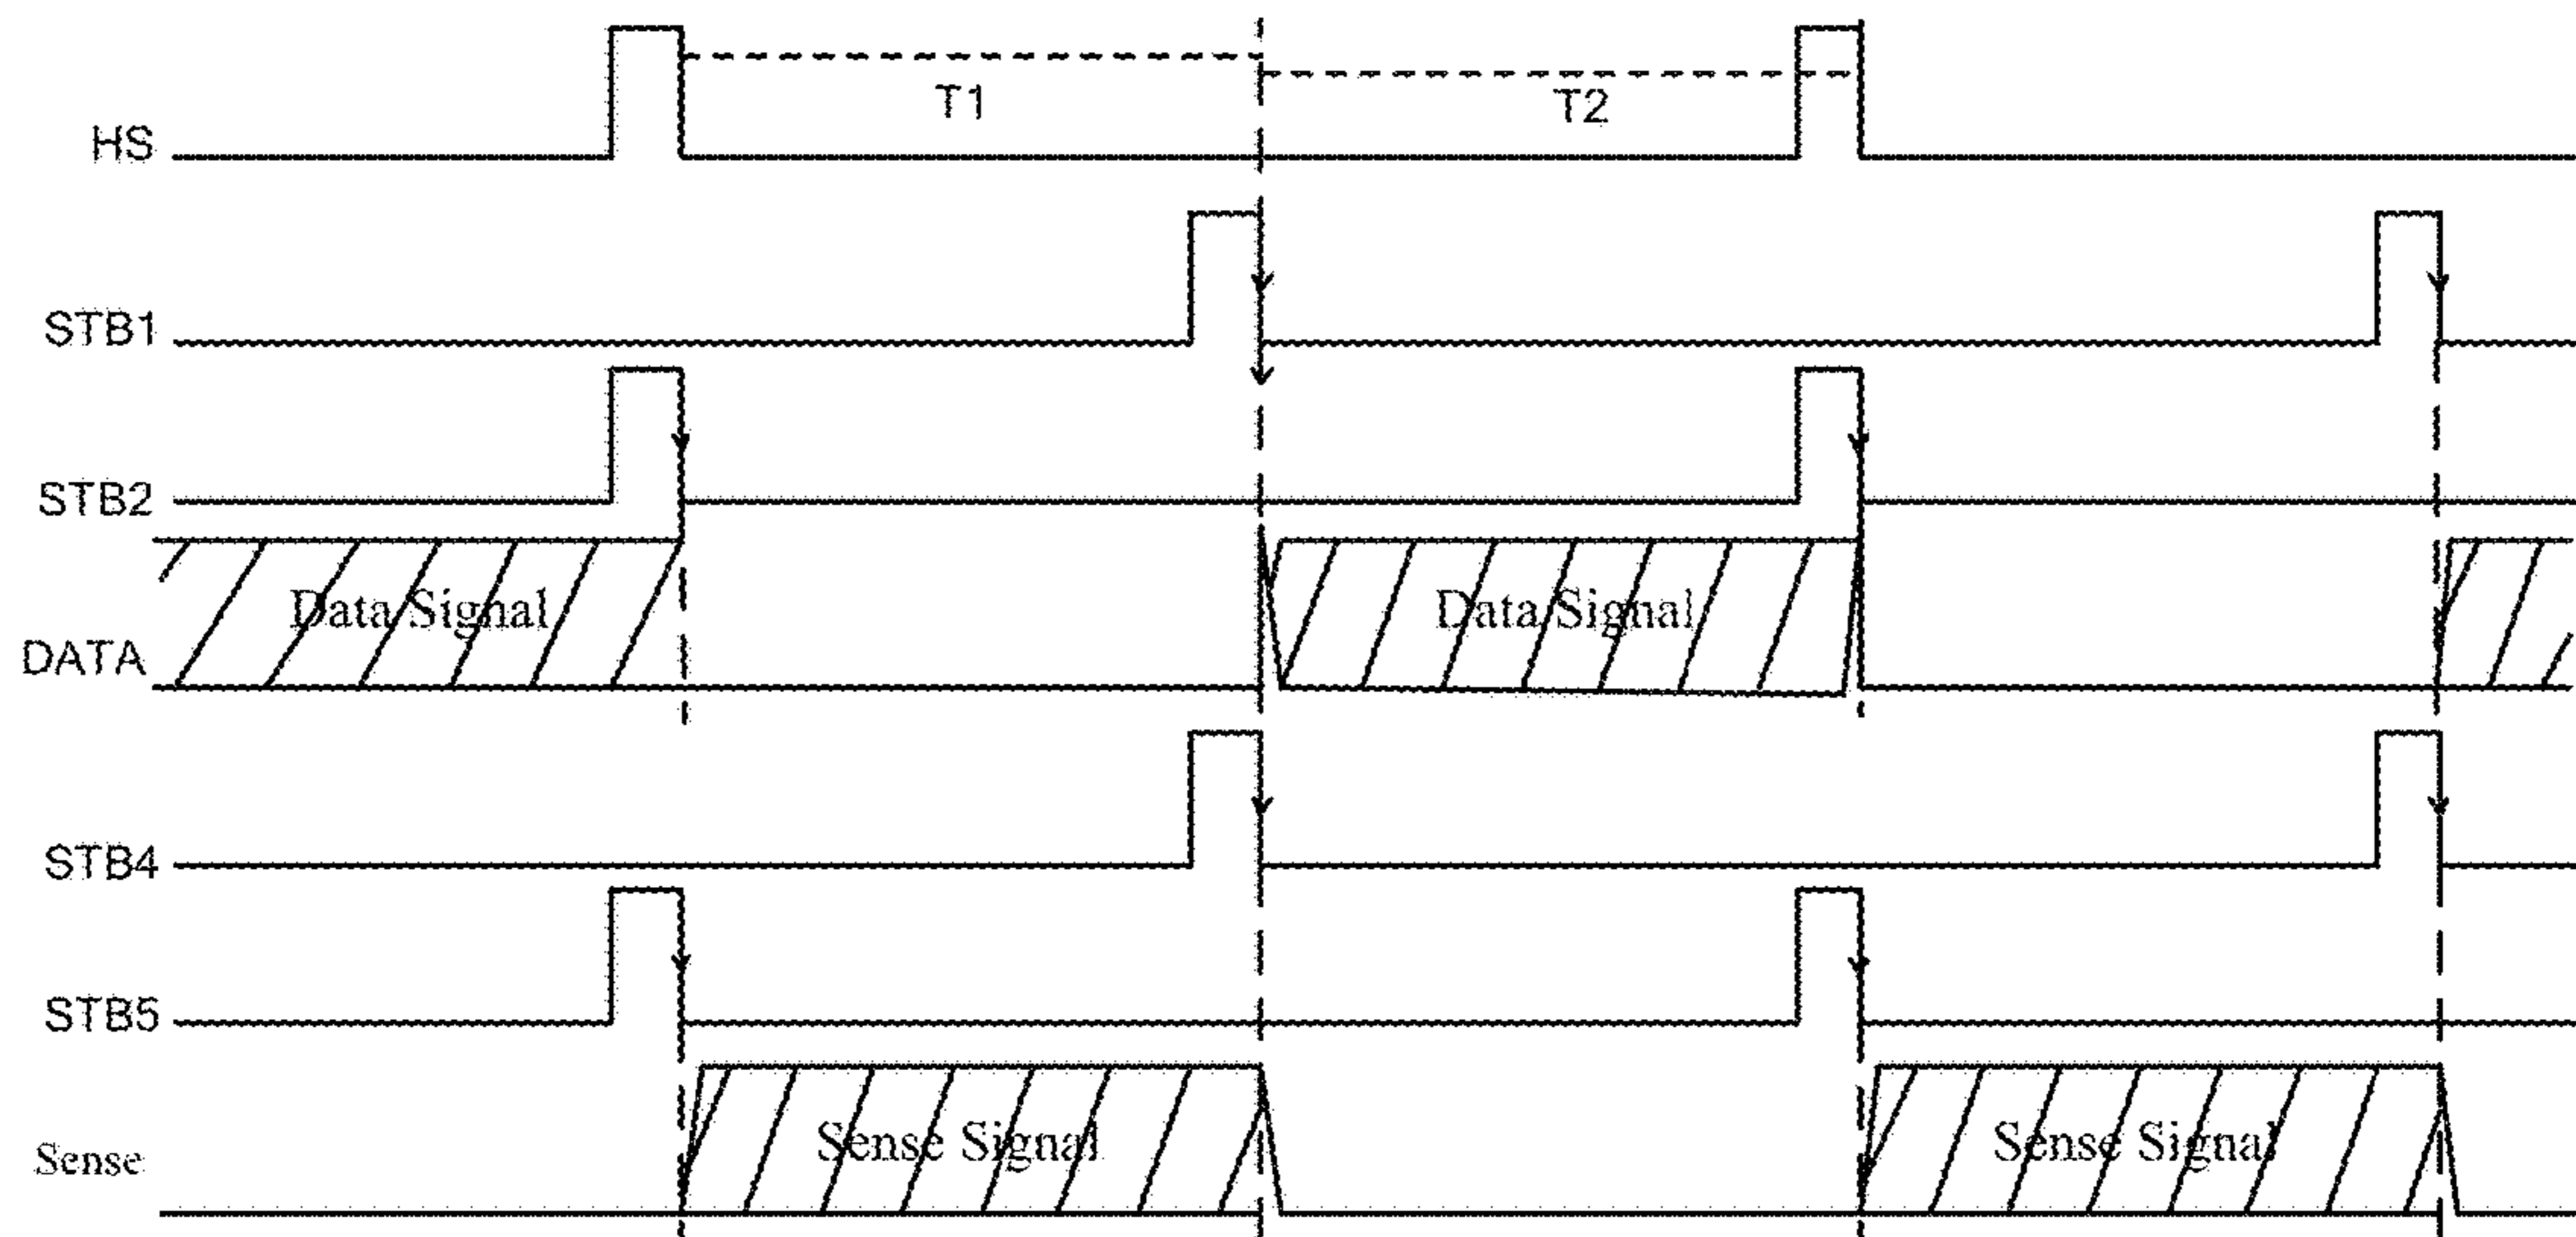 T1
T2
HS
STB1
STB2
Data Signal
Data Signal
DATA
STB4
STB5
Sense Signal
Sense Signal
Sense